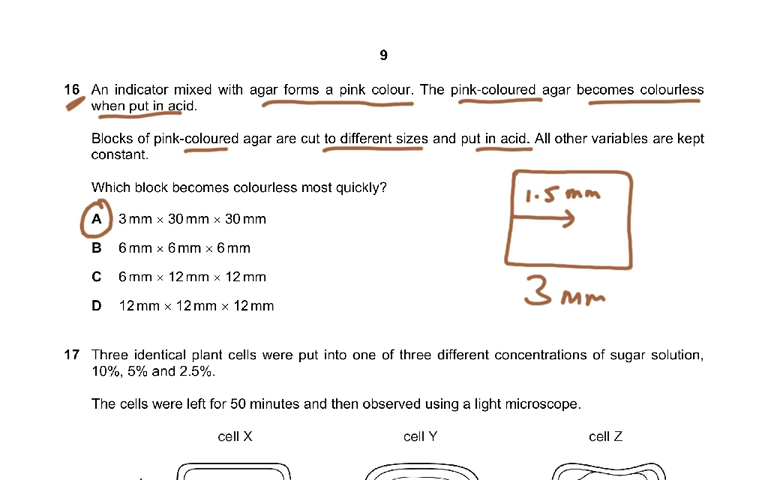 9
16 An indicator mixed with agar forms a pink colour. The pink-coloured agar becomes colourless
when put in acid.
Blocks of pink-coloured agar are cut to different sizes and put in acid. All other variables are kept
constant.
Which block becomes colourless most quickly?
A 3 mm × 30 mm × 30 mm
B 6 mm × 6 mm × 6 mm
C 6 mm × 12 mm × 12 mm
D 12 mm × 12 mm × 12 mm
1.5 mm
3 mm
17 Three identical plant cells were put into one of three different concentrations of sugar solution,
10%, 5% and 2.5%.
The cells were left for 50 minutes and then observed using a light microscope.
cell X cell Y cell Z